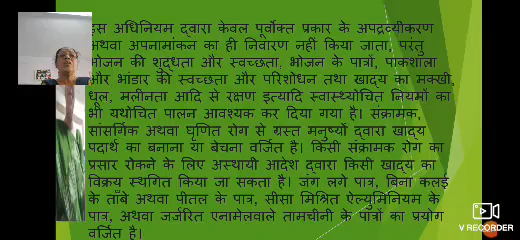 इस अधिनियम द्वारा केवल पूर्वोक्त प्रकार के अपद्रव्यीकरण
अथवा अपनामांकन का ही निवारण नहीं किया जाता, परंतु
भोजन की शुद्धता और स्वच्छता, भोजन के पात्रों, पाकशाला
और भांडार की स्वच्छता और परिशोधन तथा खाद्य का मक्खी,
धूल, मलीनता आदि से रक्षण इत्यादि स्वास्थ्योचित नियमों का
भी यथोचित पालन आवश्यक कर दिया गया है। संक्रामक,
सांसर्गिक अथवा घृणित रोग से ग्रस्त मनुष्यों द्वारा खाद्य
पदार्थ का बनाना या बेचना वर्जित है। किसी संक्रामक रोग का
प्रसार रोकने के लिए अस्थायी आदेश द्वारा किसी खाद्य का
विक्रय स्थगित किया जा सकता है। जंग लगे पात्र, बिना कलई
के ताँबे अथवा पीतल के पात्र, सीसा मिश्रित ऐल्युमिनियम के
पात्र, अथवा जर्जरित एनामेलवाले तामचीनी के पात्रों का प्रयोग
वर्जित है।
V RECORDER